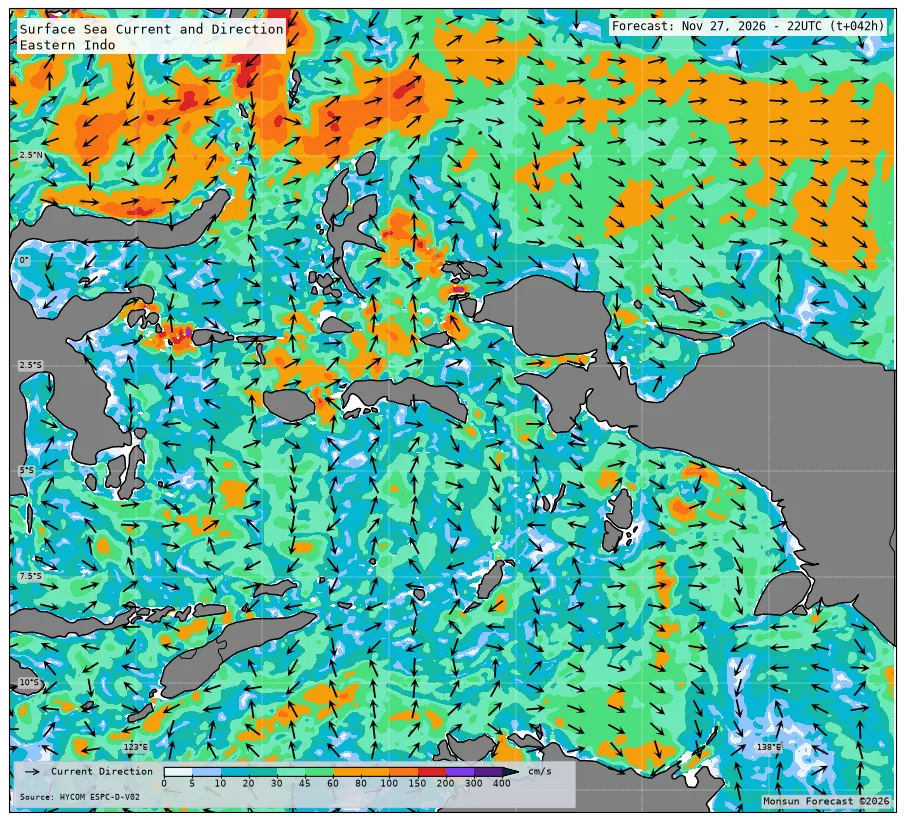 Surface Sea Current and Direction
Eastern Indo
Forecast: Nov 27, 2026 - 22UTC (t+042h)
2.5°N
0°
2.5°S
5°S
7.5°S
10°S
123°E
138°E
Current Direction
cm/s
0 5 10 20 30 45 60 80 100 150 200 300 400
Source: HYCOM ESPC-D-V02
Monsun Forecast ©2026